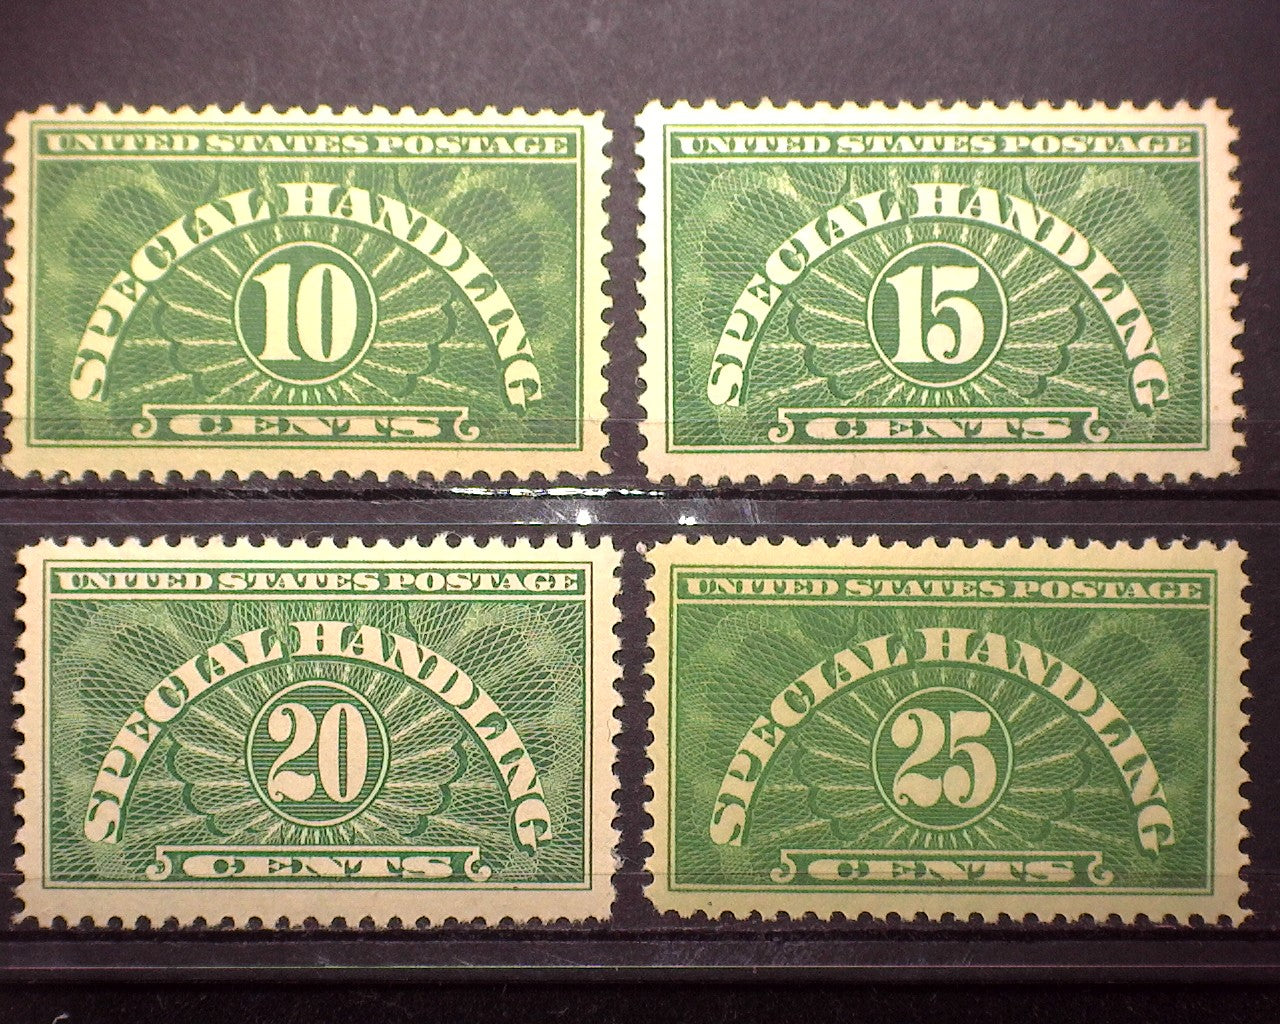 UNITED STATES POSTAGE
SPECIAL HANDLING
10
CENTS
UNITED STATES POSTAGE
SPECIAL HANDLING
15
CENTS
UNITED STATES POSTAGE
SPECIAL HANDLING
20
CENTS
UNITED STATES POSTAGE
SPECIAL HANDLING
25
CENTS